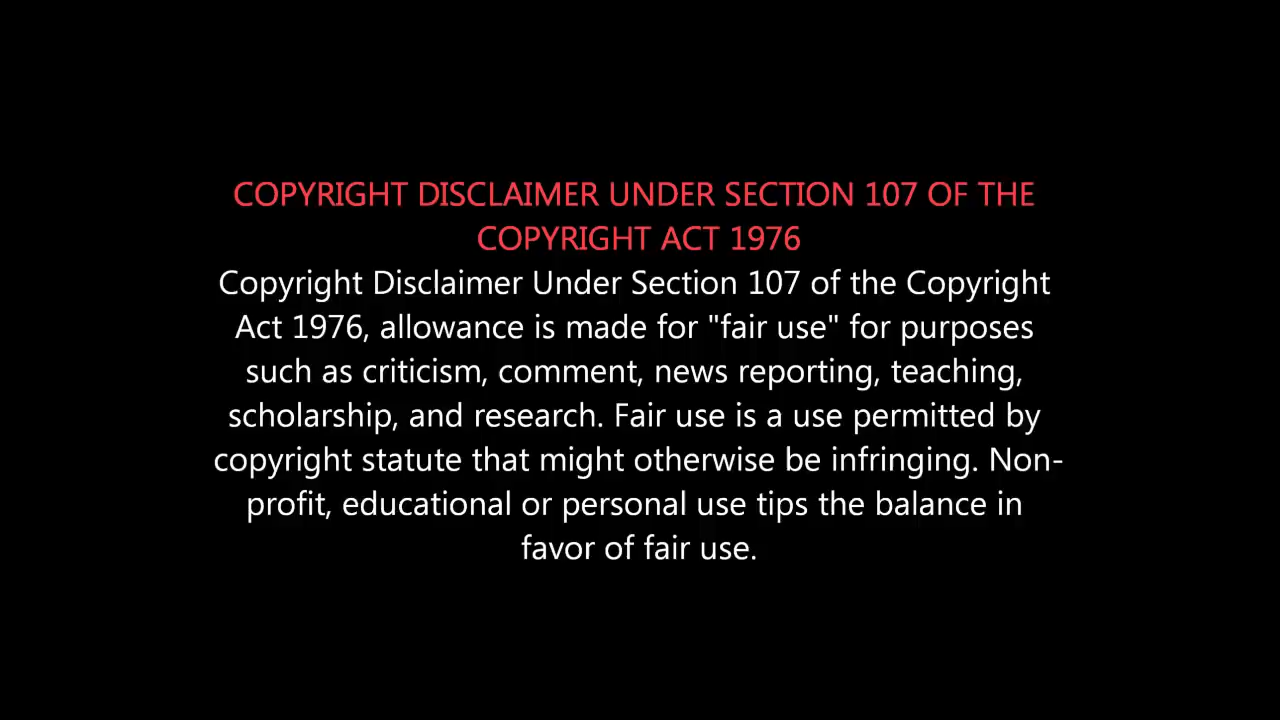 COPYRIGHT DISCLAIMER UNDER SECTION 107 OF THE
COPYRIGHT ACT 1976
Copyright Disclaimer Under Section 107 of the Copyright
Act 1976, allowance is made for "fair use" for purposes
such as criticism, comment, news reporting, teaching,
scholarship, and research. Fair use is a use permitted by
copyright statute that might otherwise be infringing. Non-
profit, educational or personal use tips the balance in
favor of fair use.